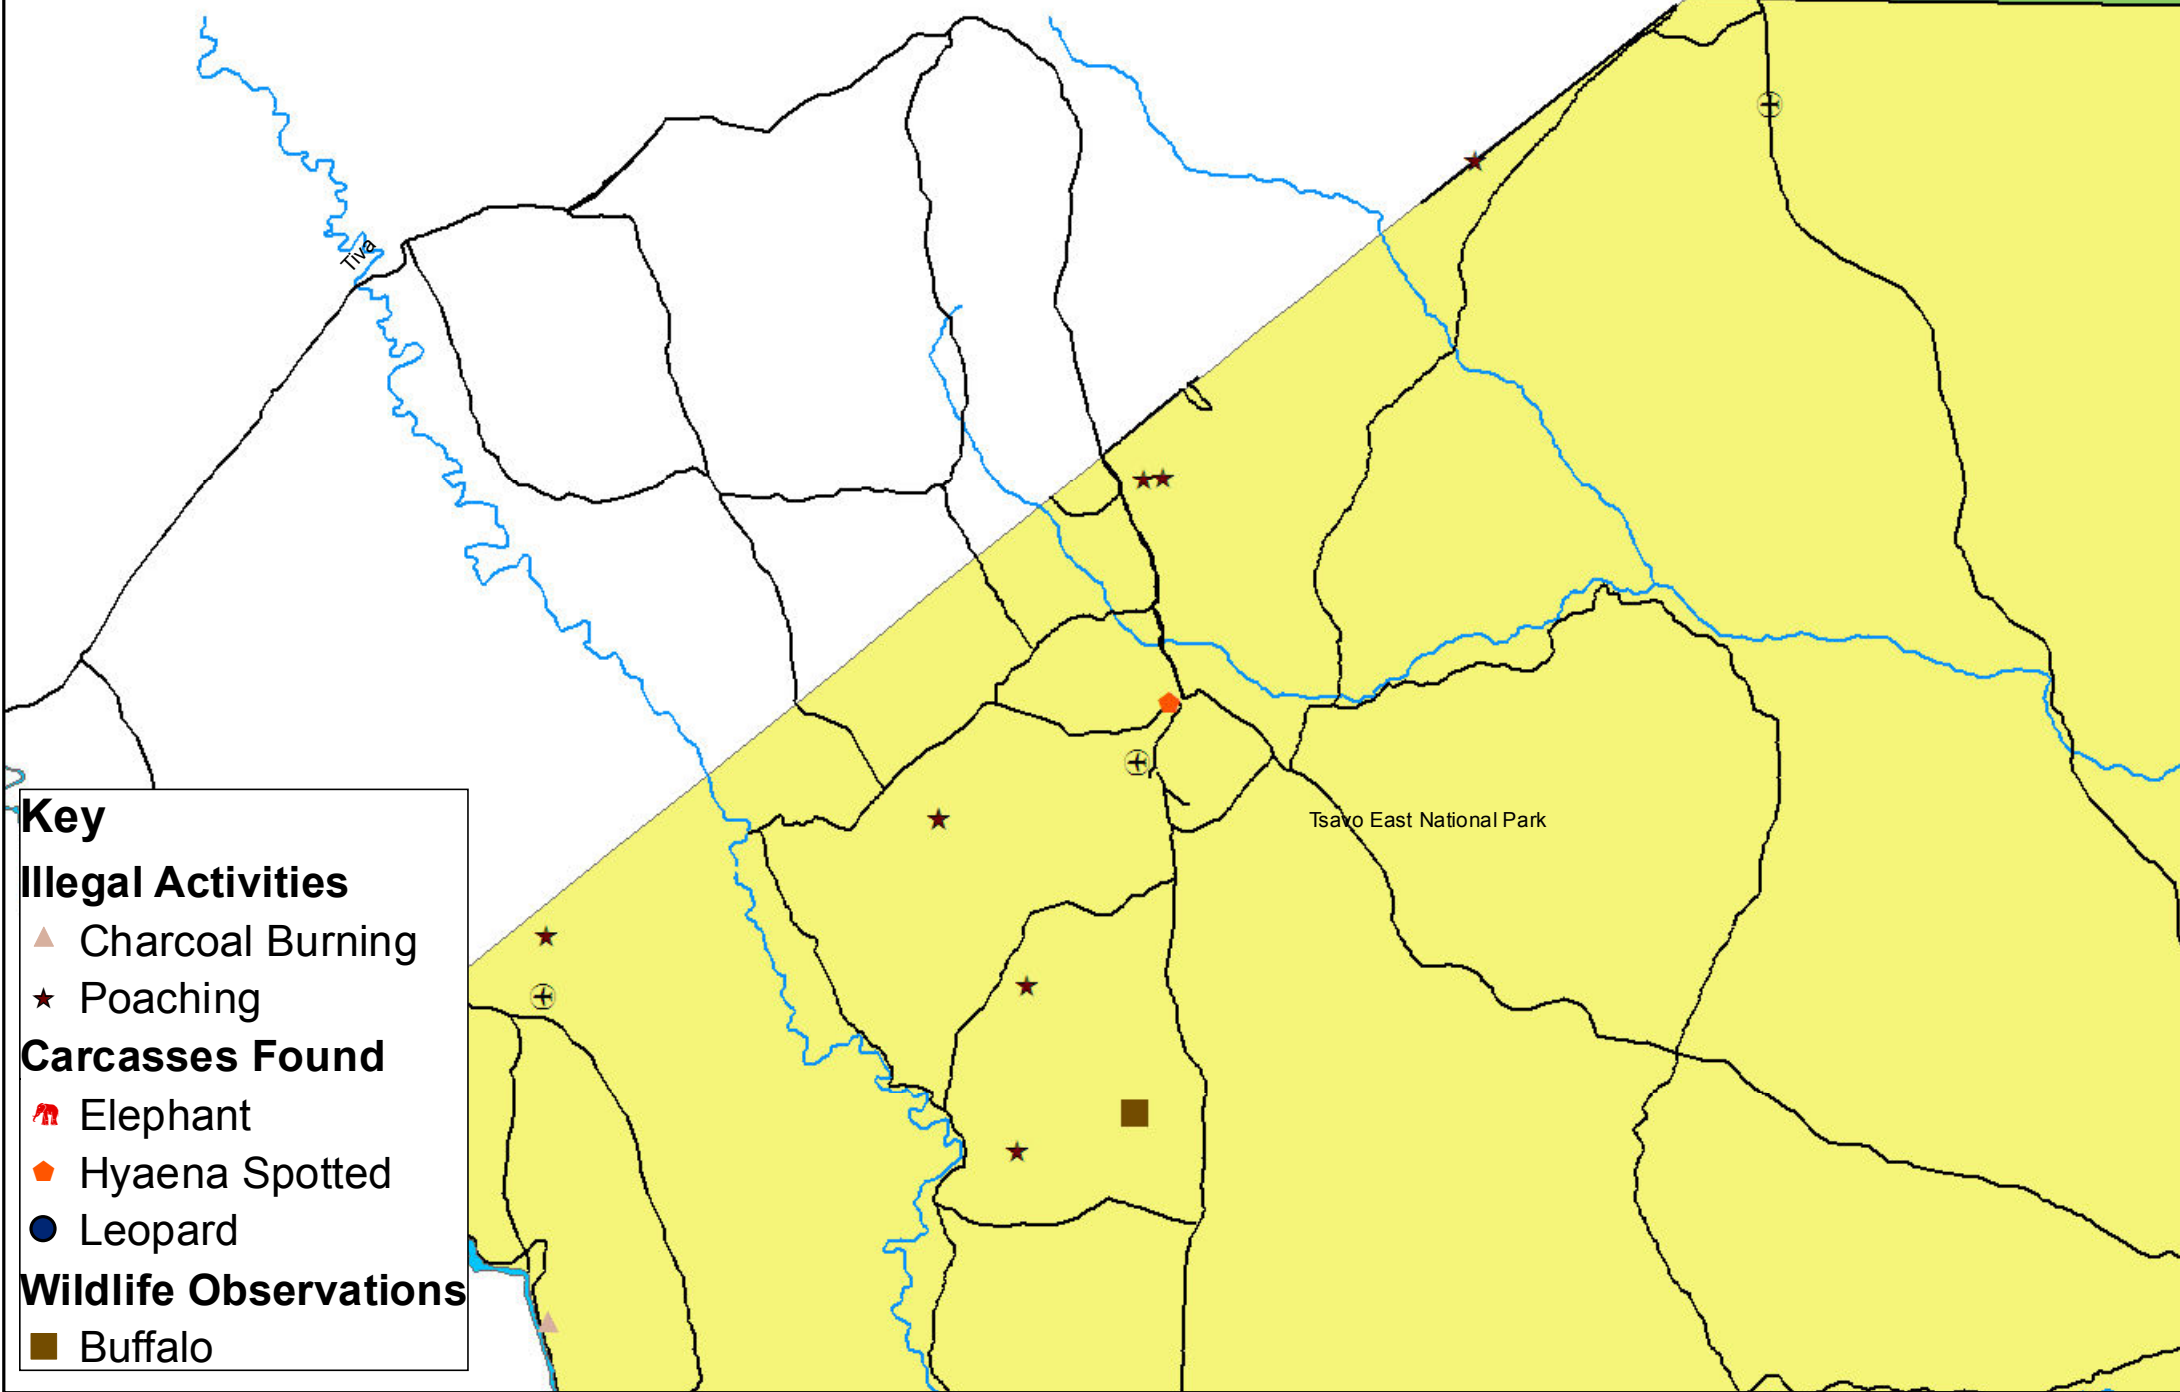 Tiva
Tsavo East National Park
Key
Illegal Activities
Charcoal Burning
Poaching
Carcasses Found
Elephant
Hyaena Spotted
Leopard
Wildlife Observations
Buffalo